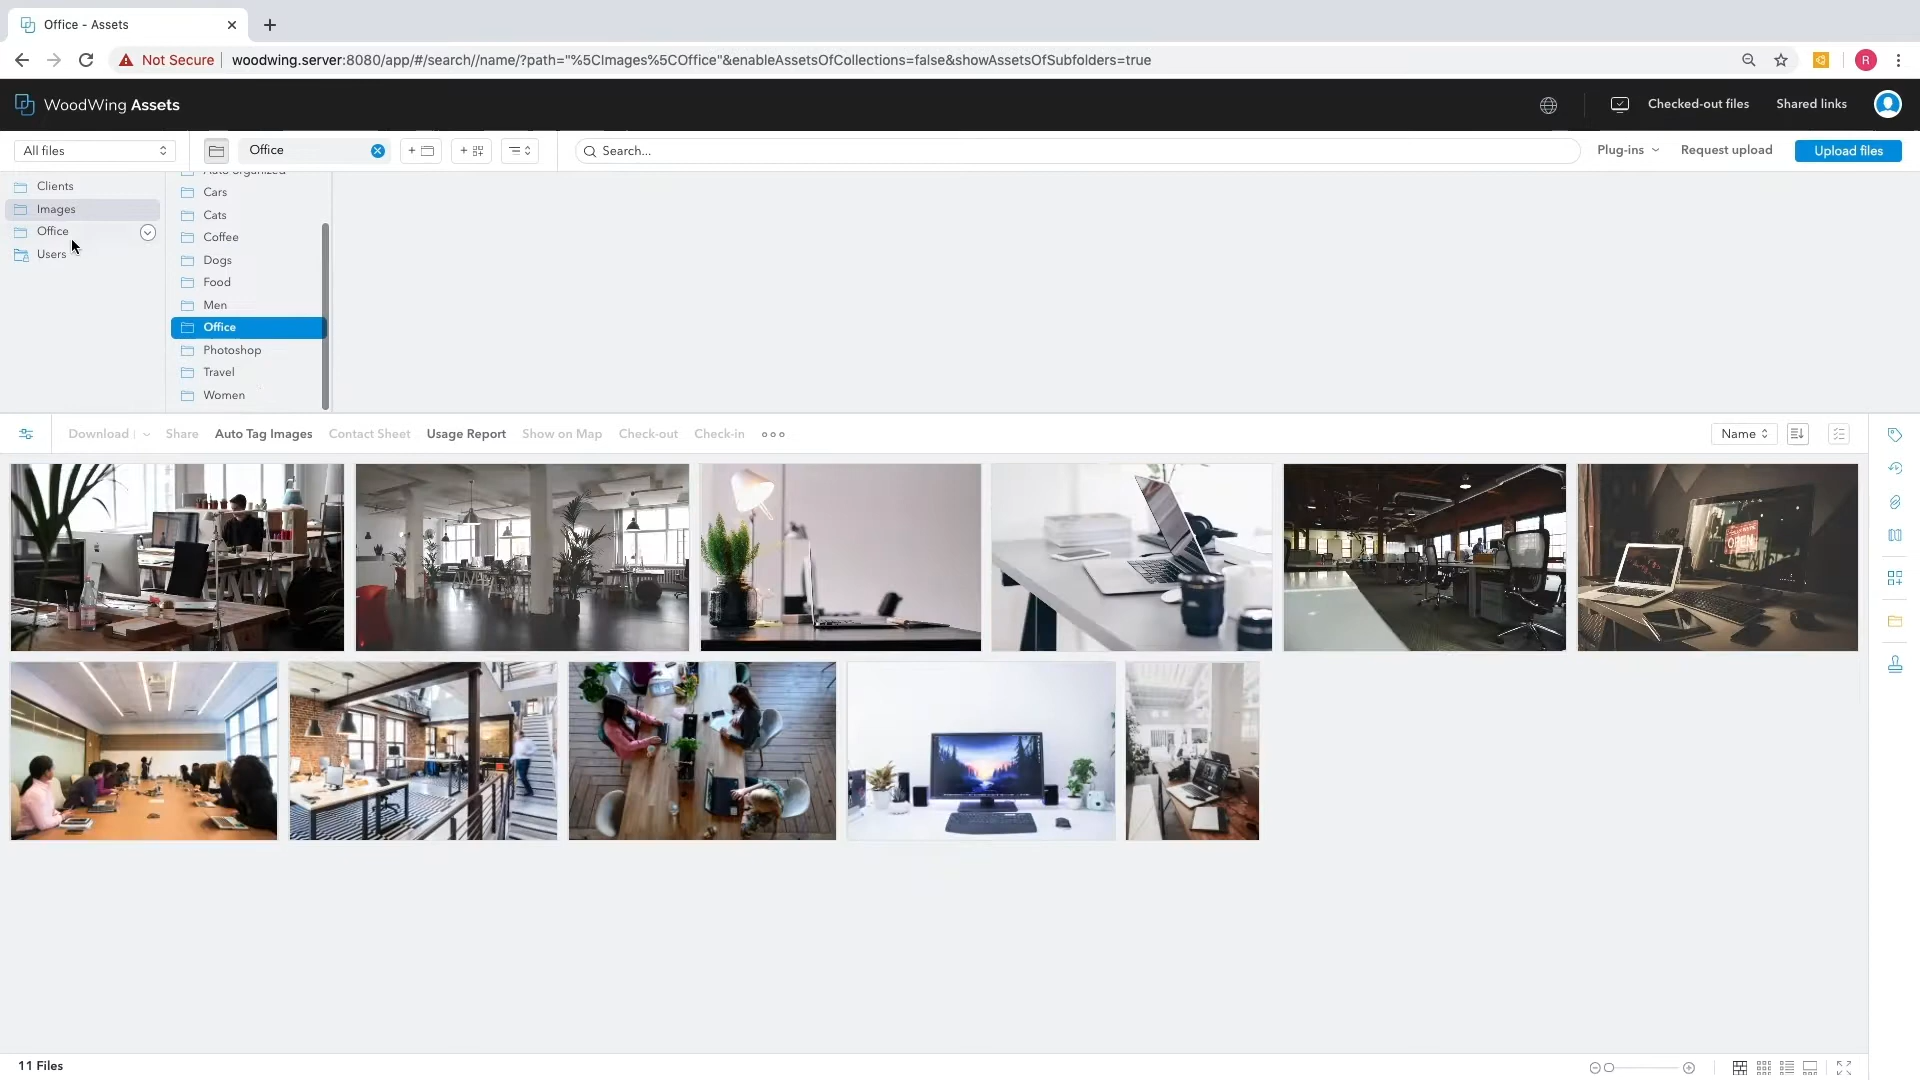 Office - Assets
Not Secure woodwing.server:8080/app/#/search//name/?path="%5CImages%5COffice"&enableAssetsOfCollections=false&showAssetsOfSubfolders=true
R
WoodWing Assets
Checked-out files
Shared links
All files
Office
Search...
Plug-ins
Request upload
Upload files
Clients
Images
Office
Users
Auto organized
Cars
Cats
Coffee
Dogs
Food
Men
Office
Photoshop
Travel
Women
Download
Share
Auto Tag Images
Contact Sheet
Usage Report
Show on Map
Check-out
Check-in
Name
OPEN
11 Files